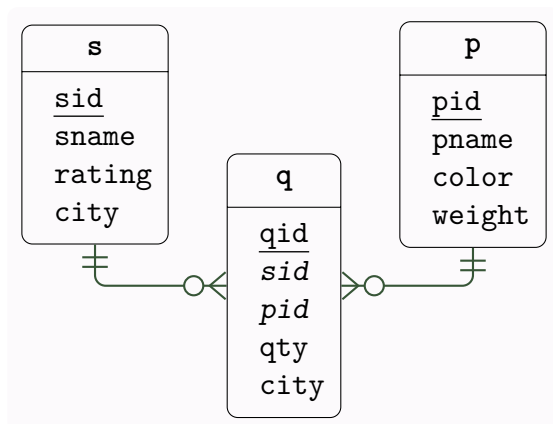 s
sid
sname
rating
city
p
pid
pname
color
weight
q
qid
sid
pid
qty
city